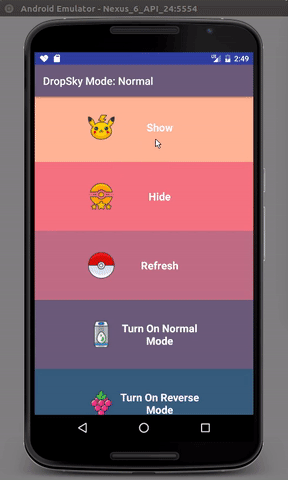 Android Emulator - Nexus_6_API_24:5554
2:49
DropSky Mode: Normal
Show
Hide
Refresh
Turn On Normal
Mode
Turn On Reverse
Mode